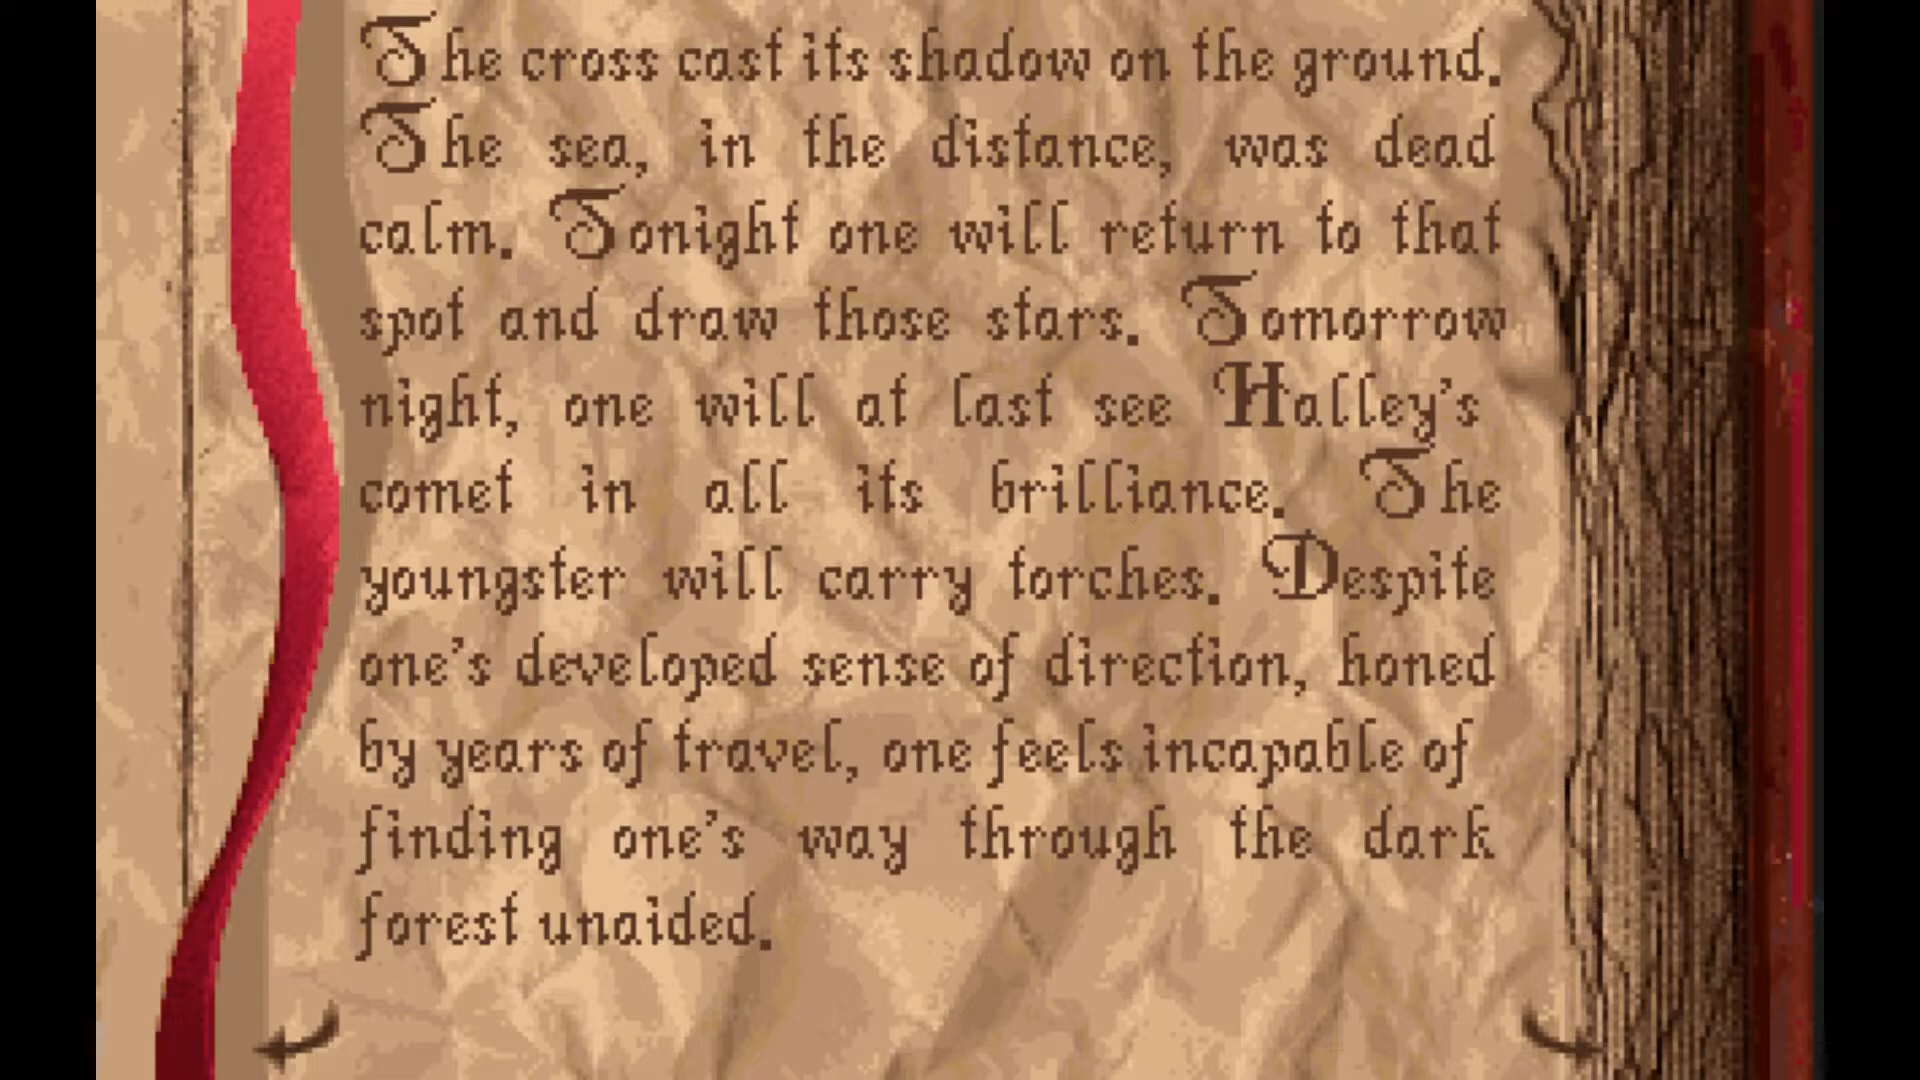 The cross cast its shadow on the ground.
The sea, in the distance, was dead
calm. Tonight one will return to that
spot and draw those stars. Tomorrow
night, one will at last see Halley's
comet in all its brilliance. The
youngster will carry torches. Despite
one's developed sense of direction, honed
by years of travel, one feels incapable of
finding one's way through the dark
forest unaided.